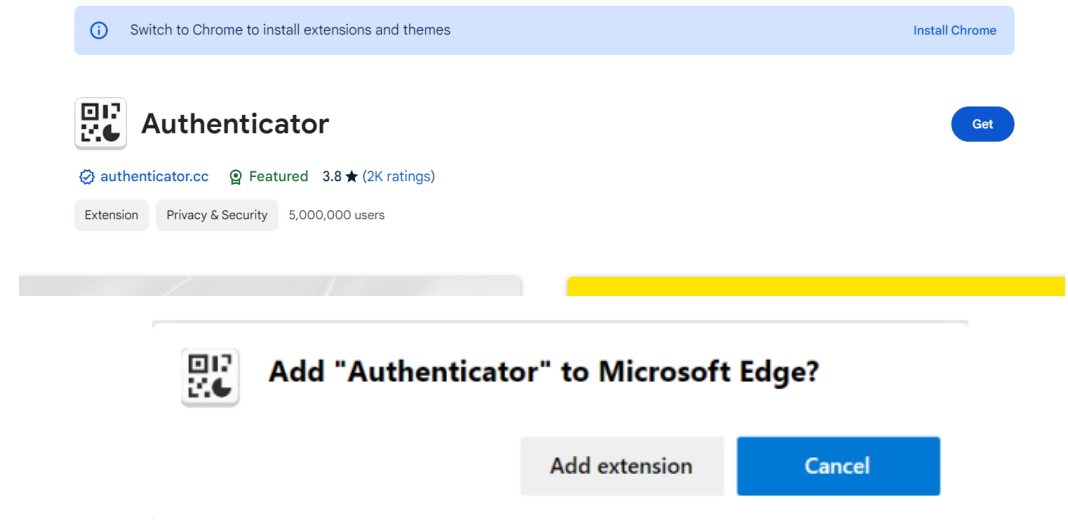 Switch to Chrome to install extensions and themes Install Chrome
Authenticator Get
authenticator.cc Featured 3.8 ★ (2K ratings)
Extension Privacy & Security 5,000,000 users
Add "Authenticator" to Microsoft Edge?
Add extension Cancel